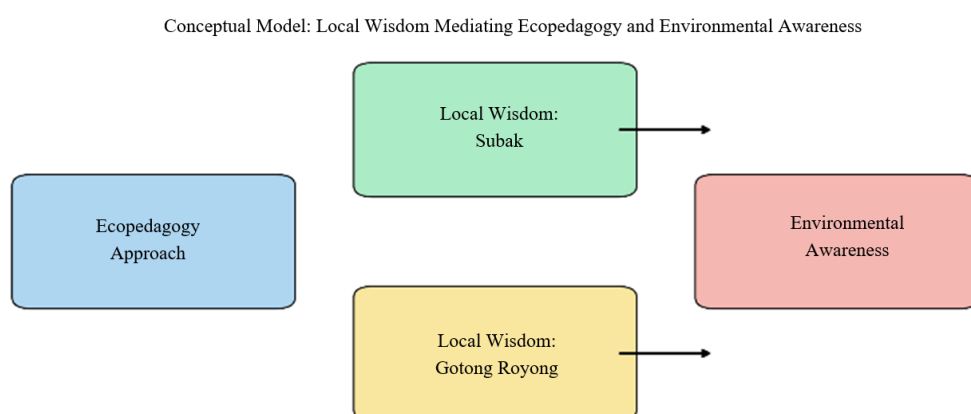 Conceptual Model: Local Wisdom Mediating Ecopedagogy and Environmental Awareness
Local Wisdom:
Subak
Ecopedagogy
Approach
Environmental
Awareness
Local Wisdom:
Gotong Royong